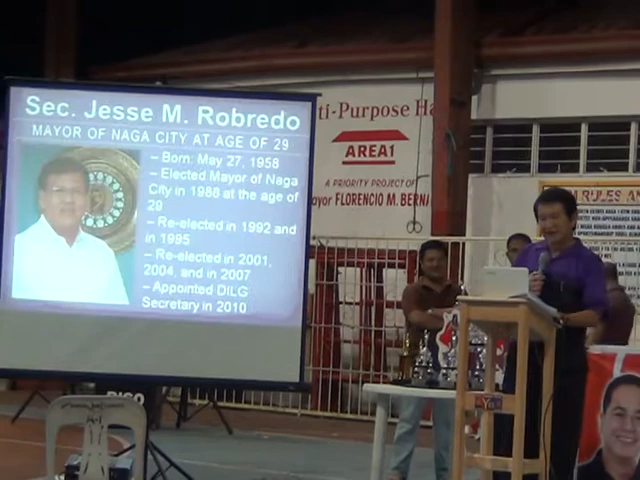 Sec. Jesse M. Robredo
MAYOR OF NAGA CITY AT AGE OF 29
– Born: May 27, 1958
– Elected Mayor of Naga
City in 1988 at the age of
29
– Re-elected in 1992 and
in 1995
– Re-elected in 2001,
2004, and in 2007
– Appointed DILG
Secretary in 2010
ti-Purpose Ha
AREA1
A PRIORITY PROJECT OF
ayor FLORENCIO M. BERNA
RULES AN